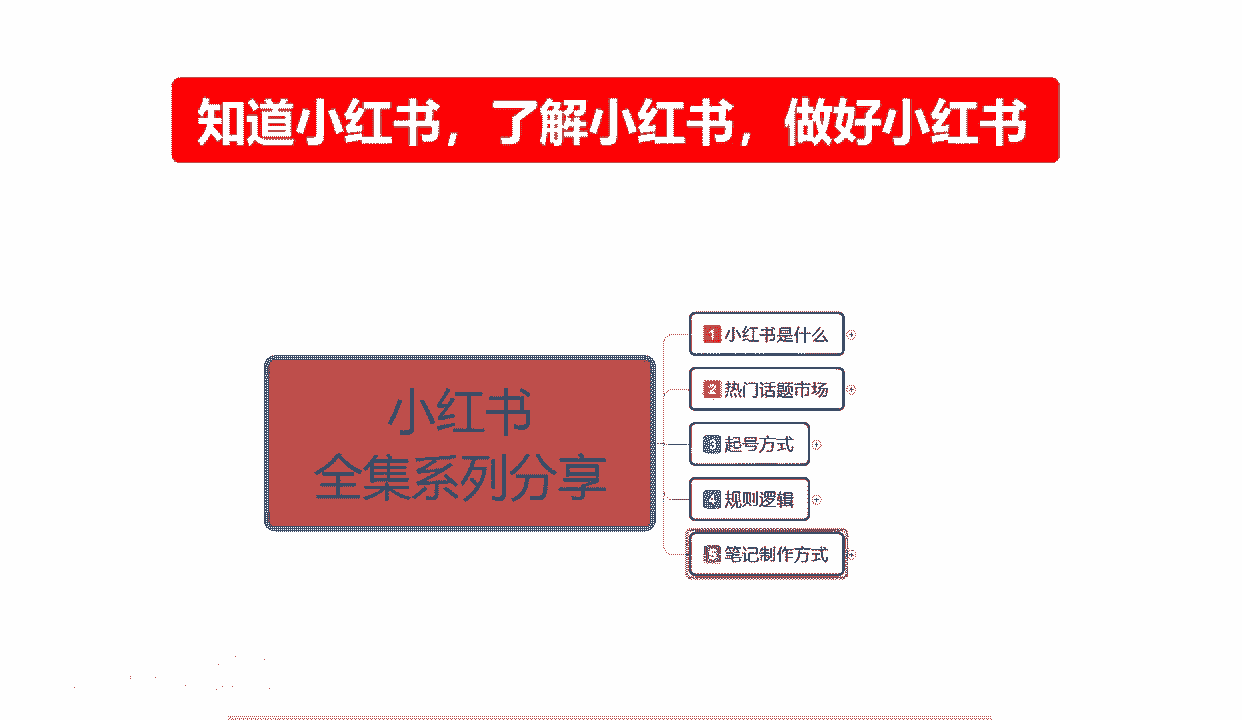 知道小红书，了解小红书，做好小红书
小红书
全集系列分享
1 小红书是什么
2 热门话题市场
3 起号方式
4 规则逻辑
5 笔记制作方式